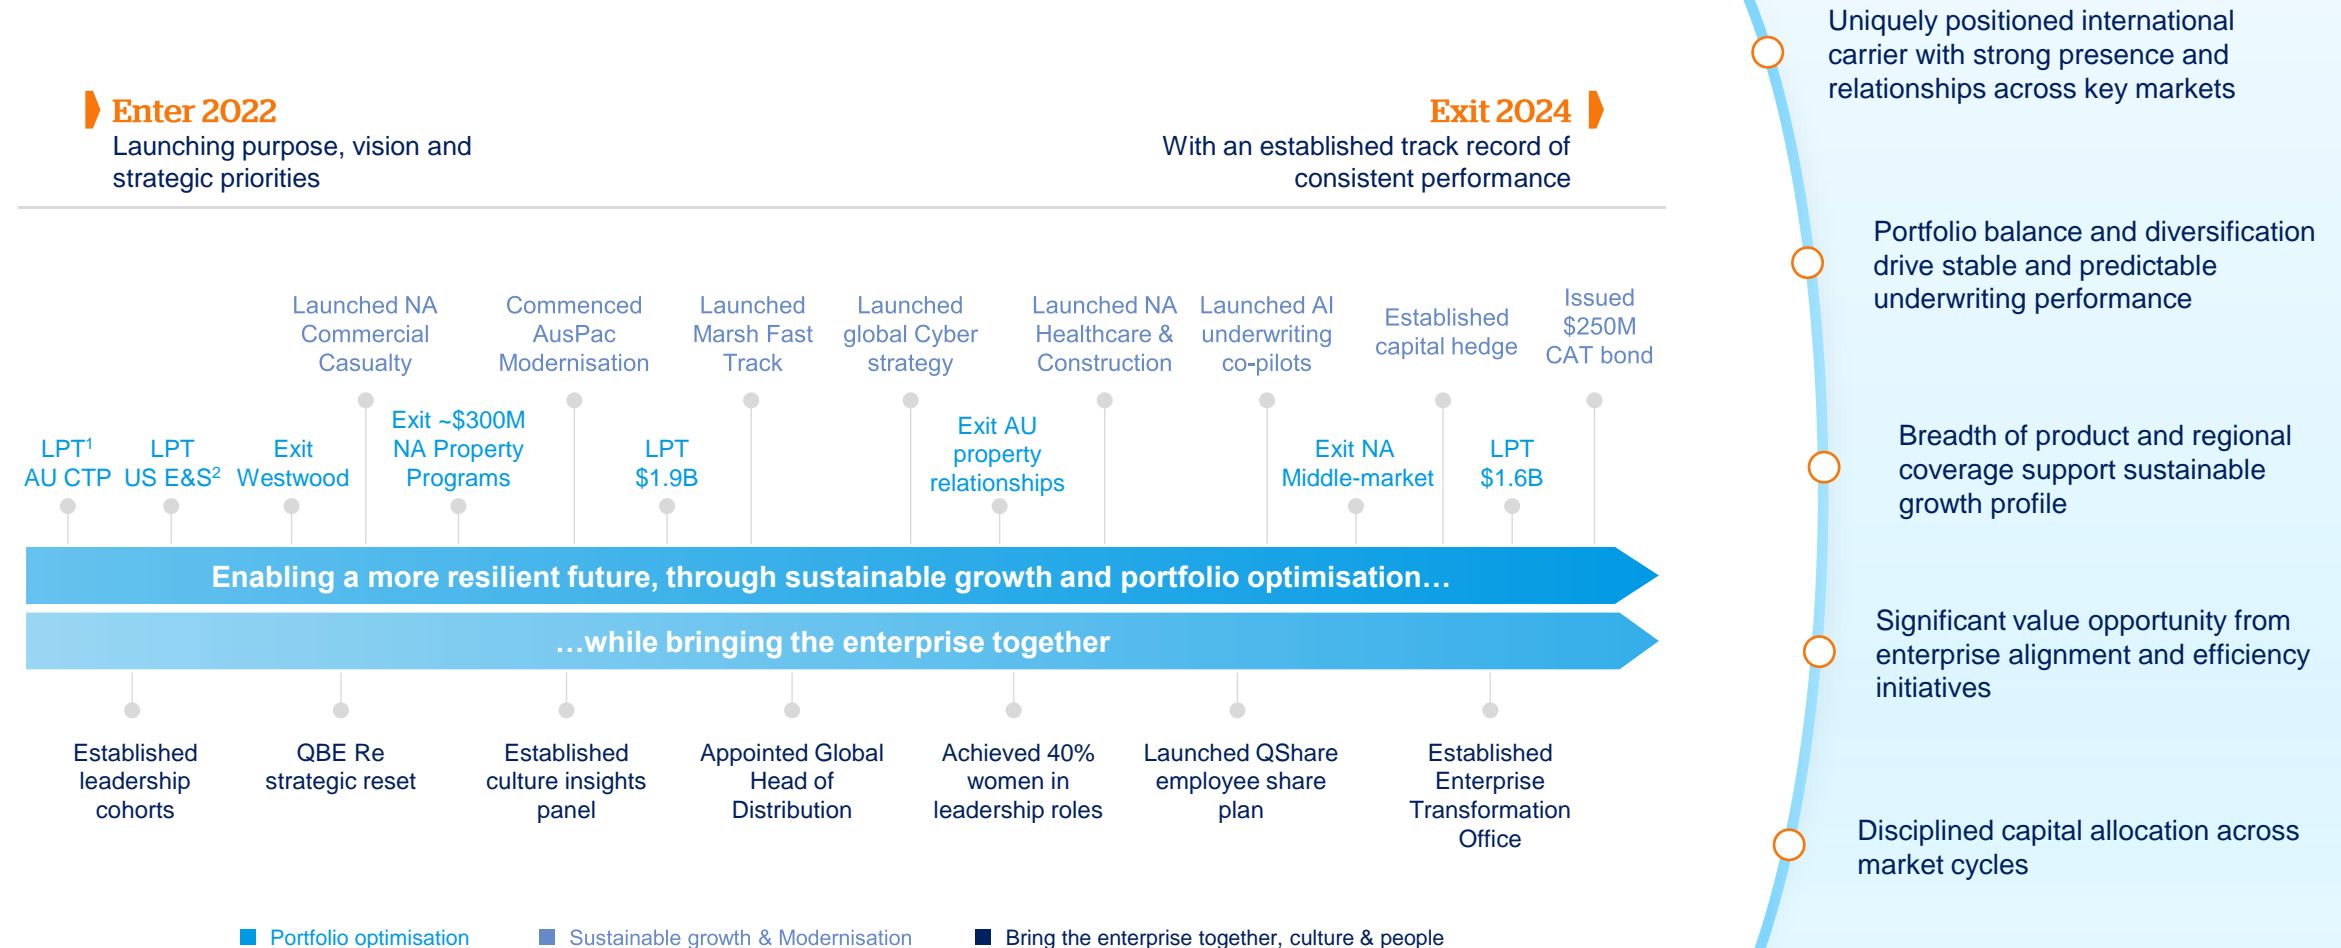 Enter 2022
Launching purpose, vision and
strategic priorities
Exit 2024
With an established track record of
consistent performance
Launched NA
Commercial
Casualty
Commenced
AusPac
Modernisation
Launched
Marsh Fast
Track
Launched
global Cyber
strategy
Launched NA
Healthcare &
Construction
Launched AI
underwriting
co-pilots
Established
capital hedge
Issued
$250M
CAT bond
LPT¹
AU CTP
LPT
US E&S²
Exit
Westwood
Exit ~$300M
NA Property
Programs
LPT
$1.9B
Exit AU
property
relationships
Exit NA
Middle-market
LPT
$1.6B
Enabling a more resilient future, through sustainable growth and portfolio optimisation…
…while bringing the enterprise together
Established
leadership
cohorts
QBE Re
strategic reset
Established
culture insights
panel
Appointed Global
Head of
Distribution
Achieved 40%
women in
leadership roles
Launched QShare
employee share
plan
Established
Enterprise
Transformation
Office
Portfolio optimisation
Sustainable growth & Modernisation
Bring the enterprise together, culture & people
Uniquely positioned international
carrier with strong presence and
relationships across key markets
Portfolio balance and diversification
drive stable and predictable
underwriting performance
Breadth of product and regional
coverage support sustainable
growth profile
Significant value opportunity from
enterprise alignment and efficiency
initiatives
Disciplined capital allocation across
market cycles